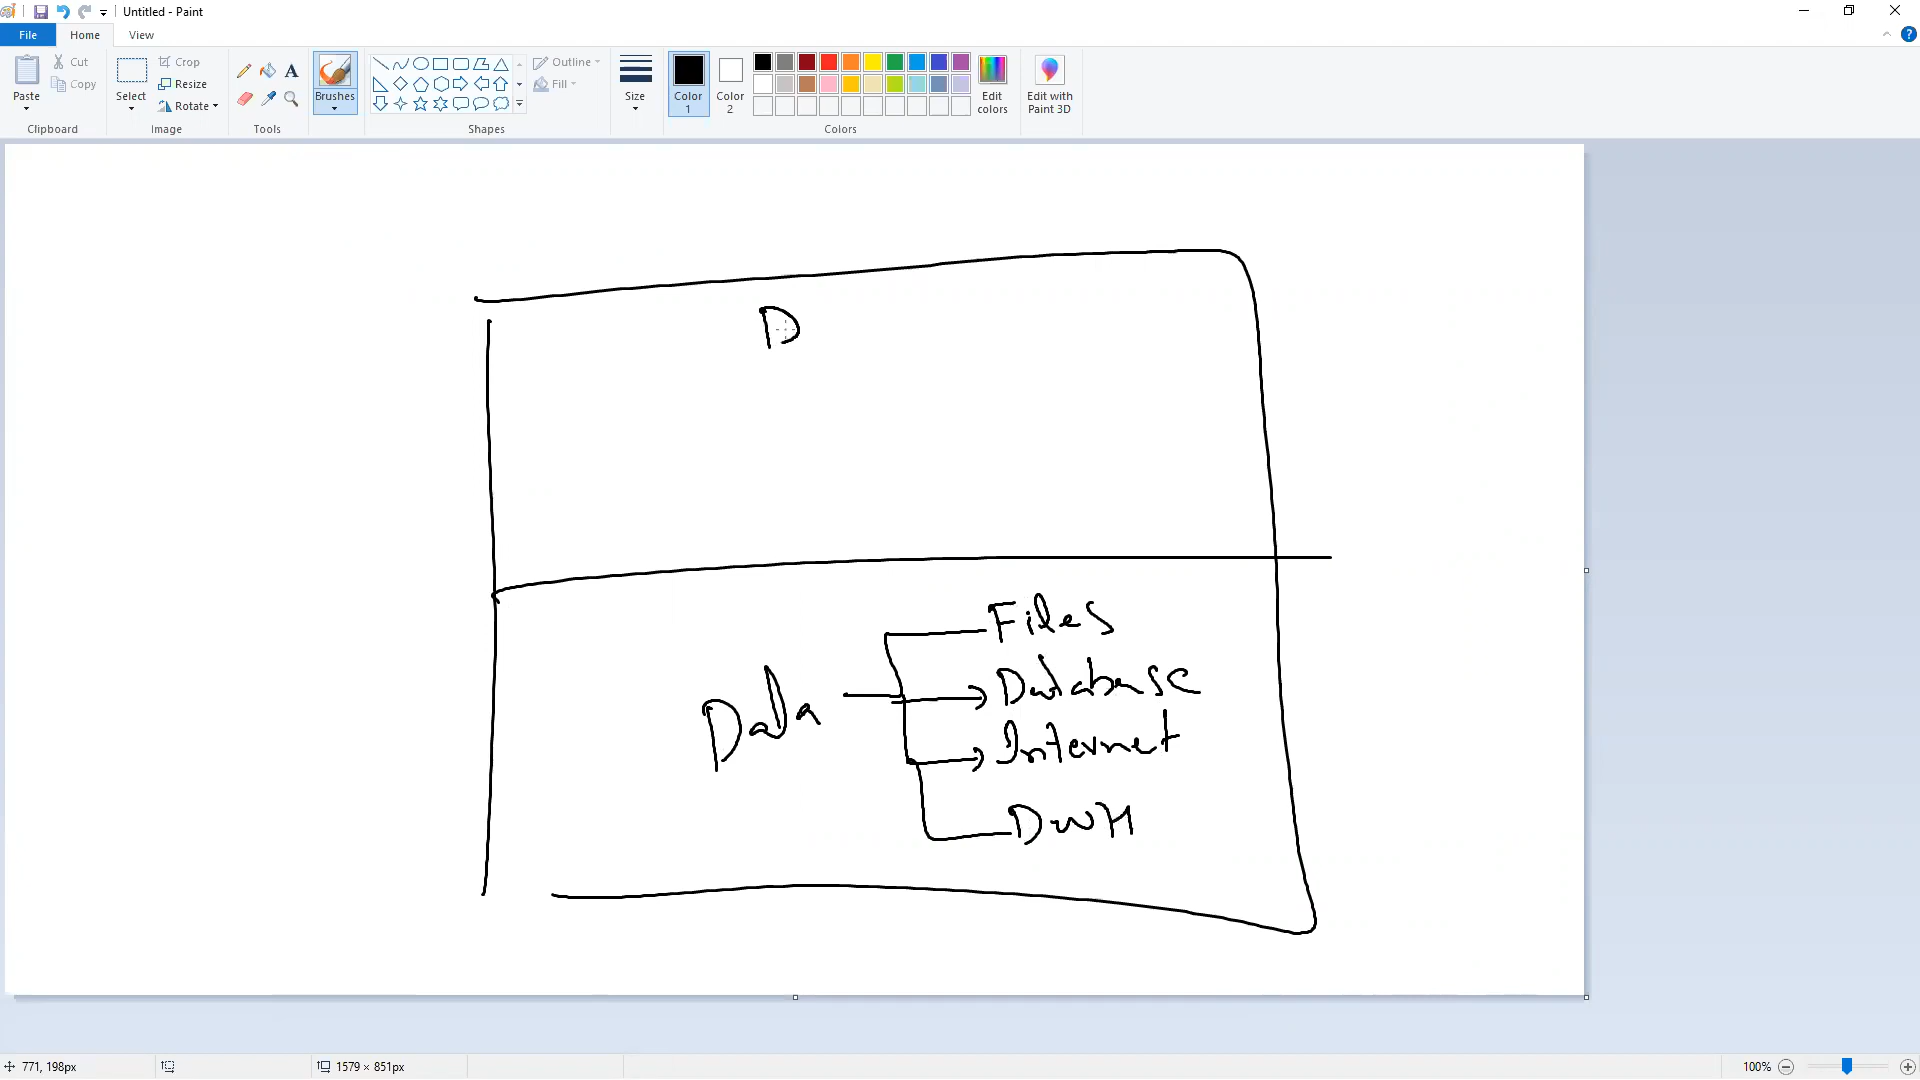 Untitled - Paint
File Home View
Cut
Copy
Paste
Clipboard
Crop
Resize
Rotate
Select
Image
Tools
Brushes
Outline
Fill
Shapes
Size
Color 1
Color 2
Edit colors
Colors
Edit with Paint 3D
D
Files
Database
Data
Internet
DWH
771, 198px
1579 × 851px
100%